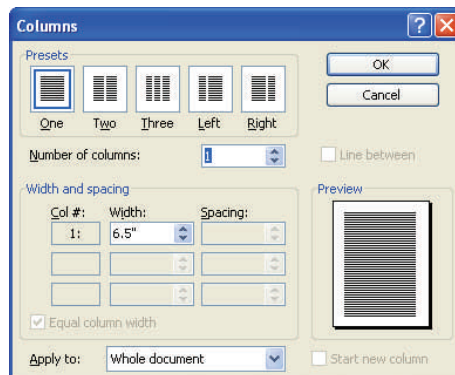 Columns
Presets
One Two Three Left Right
OK
Cancel
Number of columns: 1
Line between
Width and spacing
Col #: Width: Spacing:
1: 6.5"
Equal column width
Preview
Apply to: Whole document
Start new column